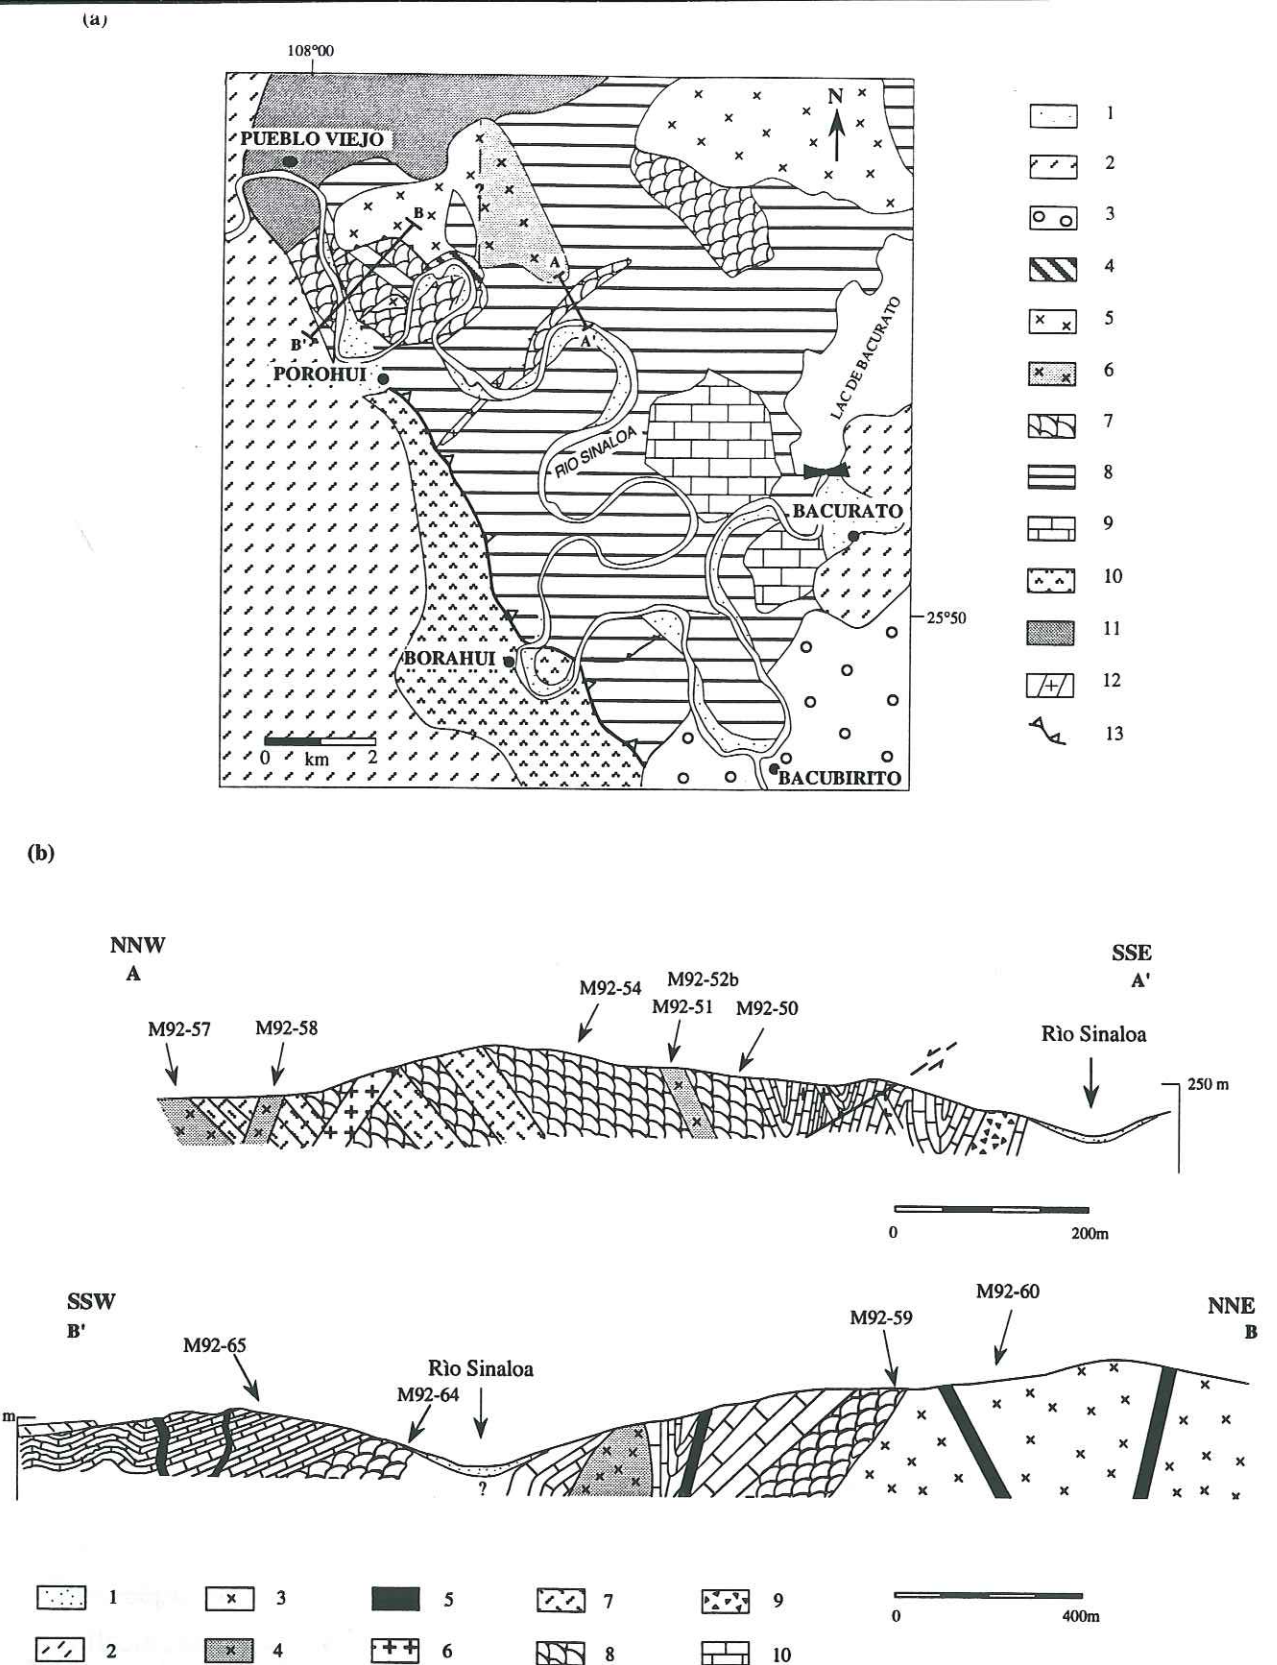 (a)
108°00
N
PUEBLO VIEJO
?
B
A
B'
A'
POROHUI
LAC DE BACURATO
RIO SINALOA
BACURATO
25°50
BORAHUI
0 km 2
BACUBIRITO
1
2
3
4
5
6
7
8
9
10
11
12
13
(b)
NNW
A
SSE
A'
M92-57
M92-58
M92-54
M92-52b
M92-51
M92-50
Rìo Sinaloa
250 m
0 200m
SSW
B'
NNE
B
M92-65
M92-64
Rìo Sinaloa
M92-59
M92-60
m
?
1 3 5 7 9
2 4 6 8 10
0 400m